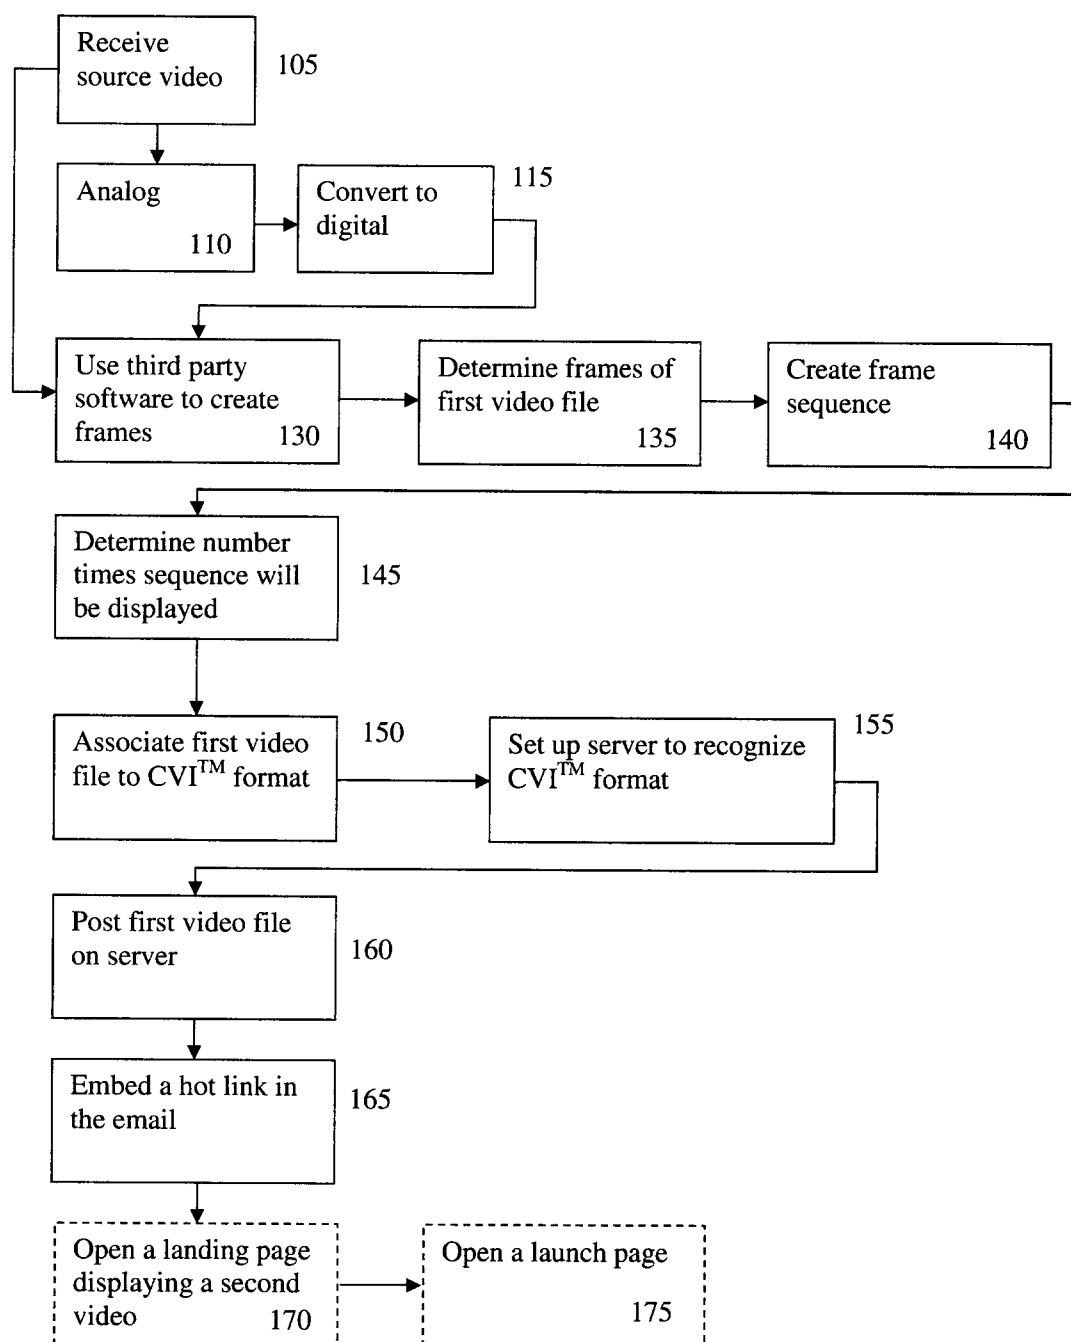 Receive
source video
105
Analog
110
Convert to
digital
115
Use third party
software to create
frames
130
Determine frames of
first video file
135
Create frame
sequence
140
Determine number
times sequence will
be displayed
145
Associate first video
file to CVI™ format
150
Set up server to recognize
CVI™ format
155
Post first video file
on server
160
Embed a hot link in
the email
165
Open a landing page
displaying a second
video
170
Open a launch page
175